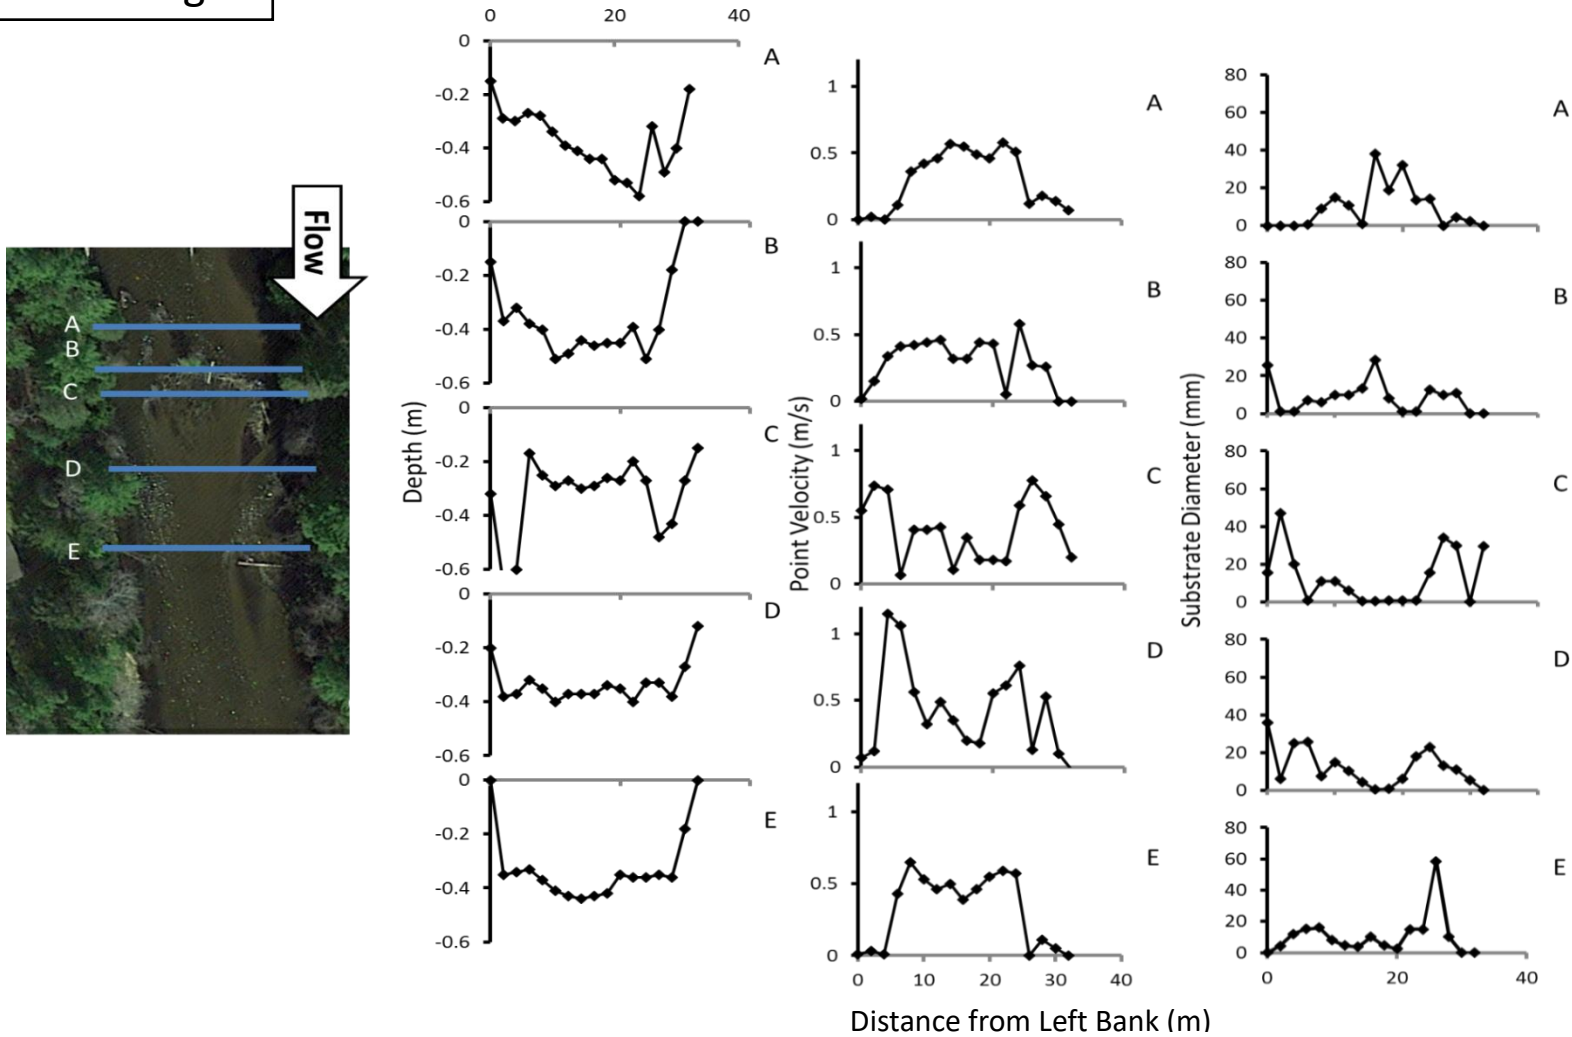 g
Flow
A
B
C
D
E
Depth (m)
0 20 40
0
-0.2
-0.4
-0.6
A
0
-0.2
-0.4
-0.6
B
0
-0.2
-0.4
-0.6
C
0
-0.2
-0.4
-0.6
D
0
-0.2
-0.4
-0.6
E
Point Velocity (m/s)
1
0.5
0
A
1
0.5
0
B
1
0.5
0
C
1
0.5
0
D
1
0.5
0
E
0 10 20 30 40
Distance from Left Bank (m)
Substrate Diameter (mm)
80
60
40
20
0
A
80
60
40
20
0
B
80
60
40
20
0
C
80
60
40
20
0
D
80
60
40
20
0
E
0 20 40